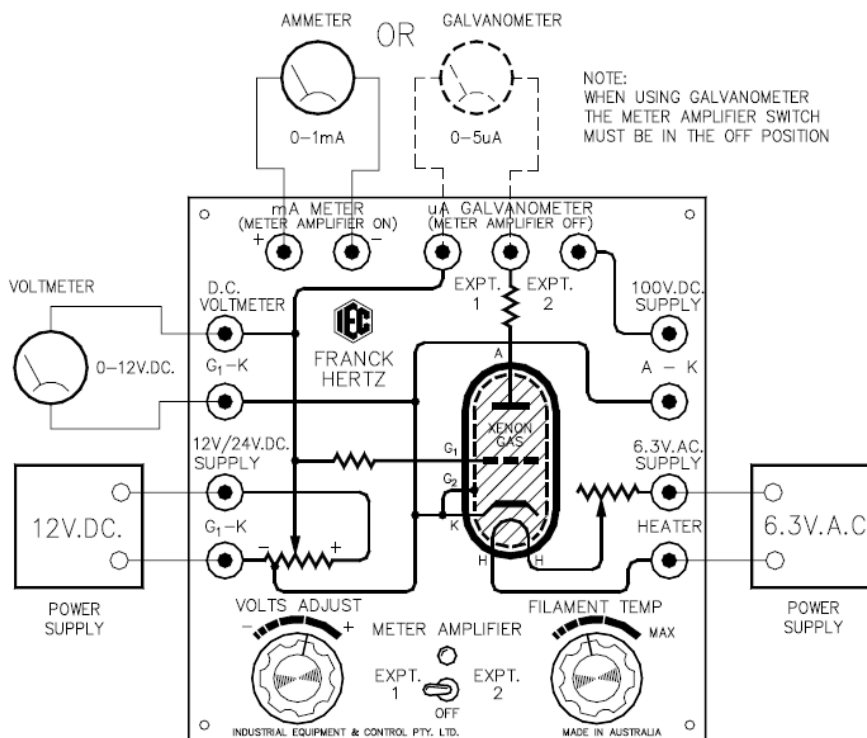 AMMETER
OR
GALVANOMETER
0-1mA
0-5uA
NOTE:
WHEN USING GALVANOMETER
THE METER AMPLIFIER SWITCH
MUST BE IN THE OFF POSITION
mA METER
(METER AMPLIFIER ON)
+
-
uA GALVANOMETER
(METER AMPLIFIER OFF)
VOLTMETER
0-12V.DC.
D.C.
VOLTMETER
G1-K
IEC
FRANCK
HERTZ
EXPT.
1
EXPT.
2
100V.DC.
SUPPLY
A - K
A
XENON
GAS
G1
G2
K
H
H
12V/24V.DC.
SUPPLY
G1-K
-
+
6.3V.AC.
SUPPLY
HEATER
12V.DC.
POWER
SUPPLY
6.3V.A.C
POWER
SUPPLY
VOLTS ADJUST
-
+
METER AMPLIFIER
EXPT.
1
OFF
EXPT.
2
FILAMENT TEMP
MAX
INDUSTRIAL EQUIPMENT & CONTROL PTY. LTD.
MADE IN AUSTRALIA